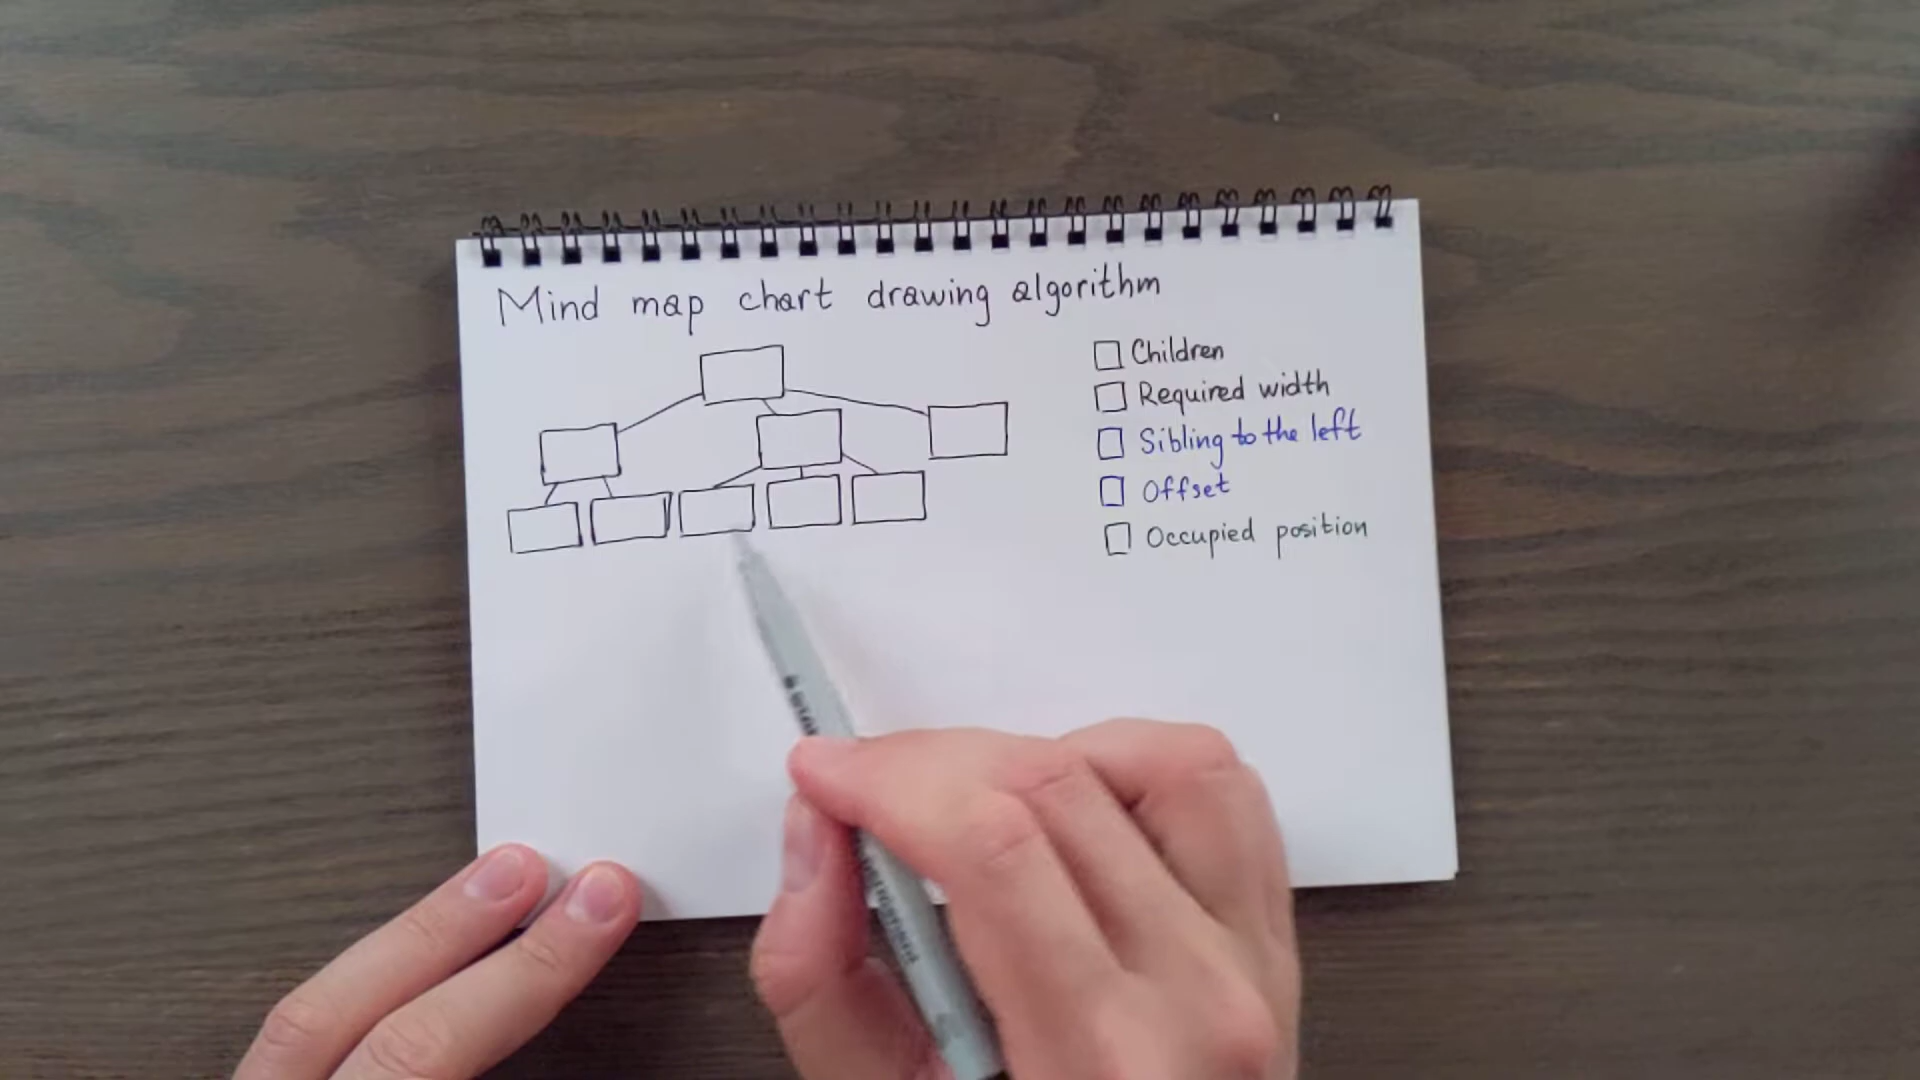 Mind map chart drawing algorithm
Children
Required width
Sibling to the left
Offset
Occupied position